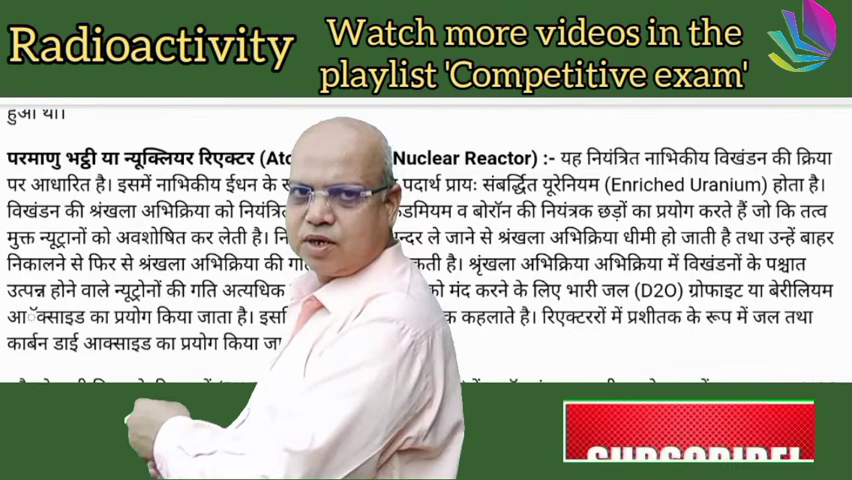 Radioactivity
Watch more videos in the
playlist 'Competitive exam'
हुआ था।
परमाणु भट्ठी या न्यूक्लियर रिएक्टर (Ato Nuclear Reactor) :- यह नियंत्रित नाभिकीय विखंडन की क्रिया
पर आधारित है। इसमें नाभिकीय ईधन के पदार्थ प्रायः संबर्द्धित यूरेनियम (Enriched Uranium) होता है।
विखंडन की श्रंखला अभिक्रिया को नियंत्रि कैडमियम व बोरॉन की नियंत्रक छड़ों का प्रयोग करते हैं जो कि तत्व
मुक्त न्यूट्रानों को अवशोषित कर लेती है। अन्दर ले जाने से श्रंखला अभिक्रिया धीमी हो जाती है तथा उन्हें बाहर
निकालने से फिर से श्रंखला अभिक्रिया की सकती है। श्रृंखला अभिक्रिया अभिक्रिया में विखंडनों के पश्चात
उत्पन्न होने वाले न्यूट्रोनों की गति अत्यधिक को मंद करने के लिए भारी जल (D2O) ग्रोफाइट या बेरीलियम
आॅक्साइड का प्रयोग किया जाता है। कहलाते है। रिएक्टरों में प्रशीतक के रूप में जल तथा
कार्बन डाई आक्साइड का प्रयोग किया
SUBSCRIBE!